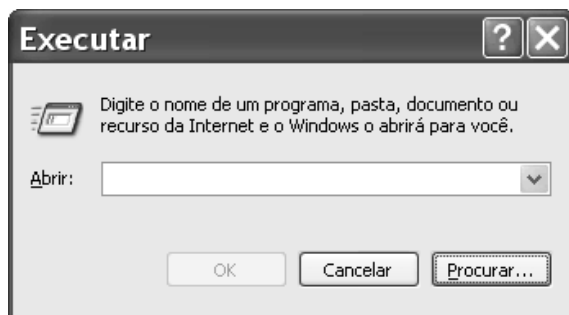 Executar
?
X
Digite o nome de um programa, pasta, documento ou
recurso da Internet e o Windows o abrirá para você.
Abrir:
OK Cancelar Procurar...